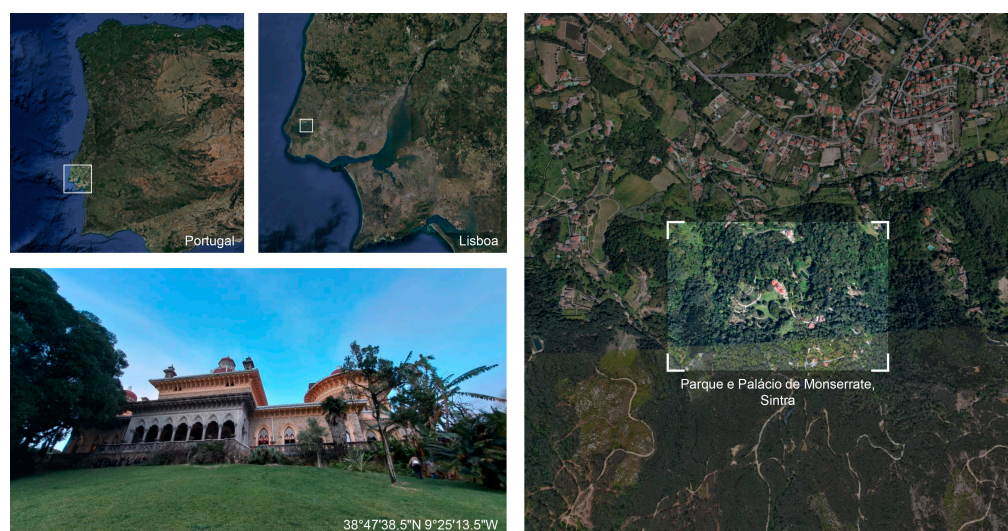 Portugal
Lisboa
38°47'38.5"N 9°25'13.5"W
Parque e Palácio de Monserrate,
Sintra